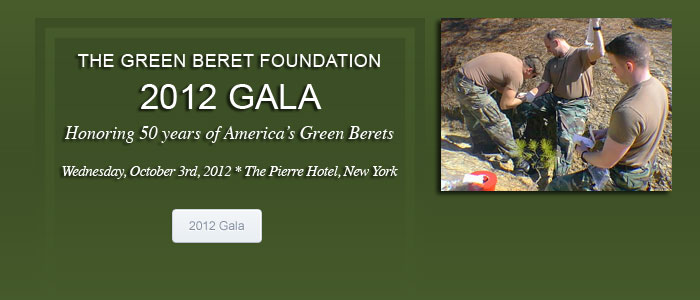 THE GREEN BERET FOUNDATION
2012 GALA
Honoring 50 years of America's Green Berets
Wednesday, October 3rd, 2012 * The Pierre Hotel, New York
2012 Gala